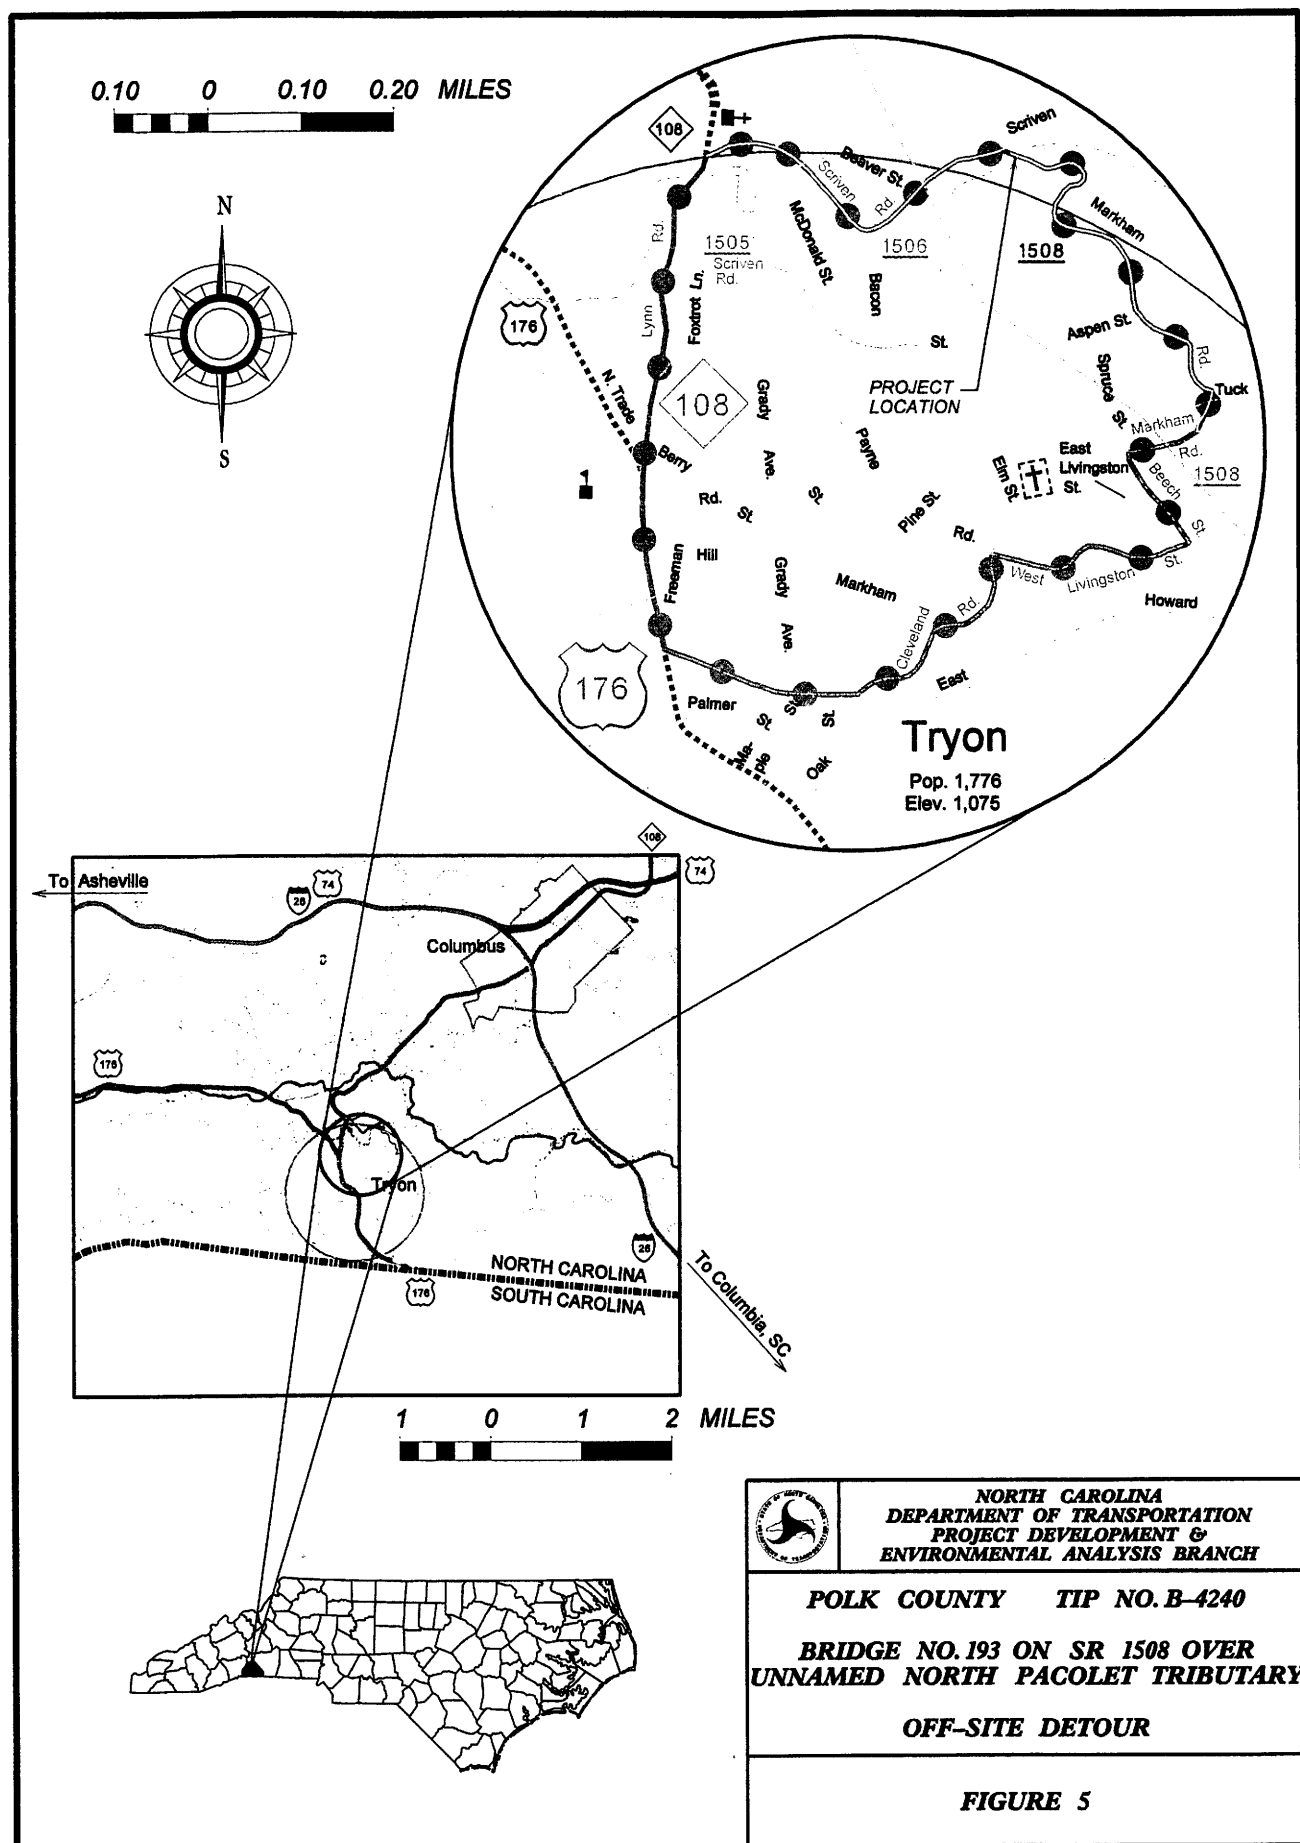 0.10 0 0.10 0.20 MILES
N
S
108
Scriven
Beaver St.
Scriven
Rd.
Markham
McDonald St.
1505
Scriven
Rd.
1506
1508
Rd.
Lynn
Foxtrot Ln.
Bacon
St.
Aspen St.
Rd.
Spruce
St.
Tuck
176
N. Trade
108
PROJECT
LOCATION
Grady
Ave.
Payne
St.
Markham
Rd.
1508
East
Livingston
St.
Beech
St.
Elm St.
Berry
Rd.
St.
Pine St.
Rd.
Hill
Freeman
Grady
Ave.
Markham
West
Livingston
St.
Howard
Cleveland
Rd.
East
176
Palmer
St.
St.
St.
Ma-
ple
Oak
Tryon
Pop. 1,776
Elev. 1,075
108
74
To Asheville
26
74
Columbus
176
Tryon
26
NORTH CAROLINA
SOUTH CAROLINA
176
To Columbia, SC
1 0 1 2 MILES
NORTH CAROLINA
DEPARTMENT OF TRANSPORTATION
PROJECT DEVELOPMENT &
ENVIRONMENTAL ANALYSIS BRANCH
POLK COUNTY TIP NO. B-4240
BRIDGE NO. 193 ON SR 1508 OVER
UNNAMED NORTH PACOLET TRIBUTARY
OFF-SITE DETOUR
FIGURE 5